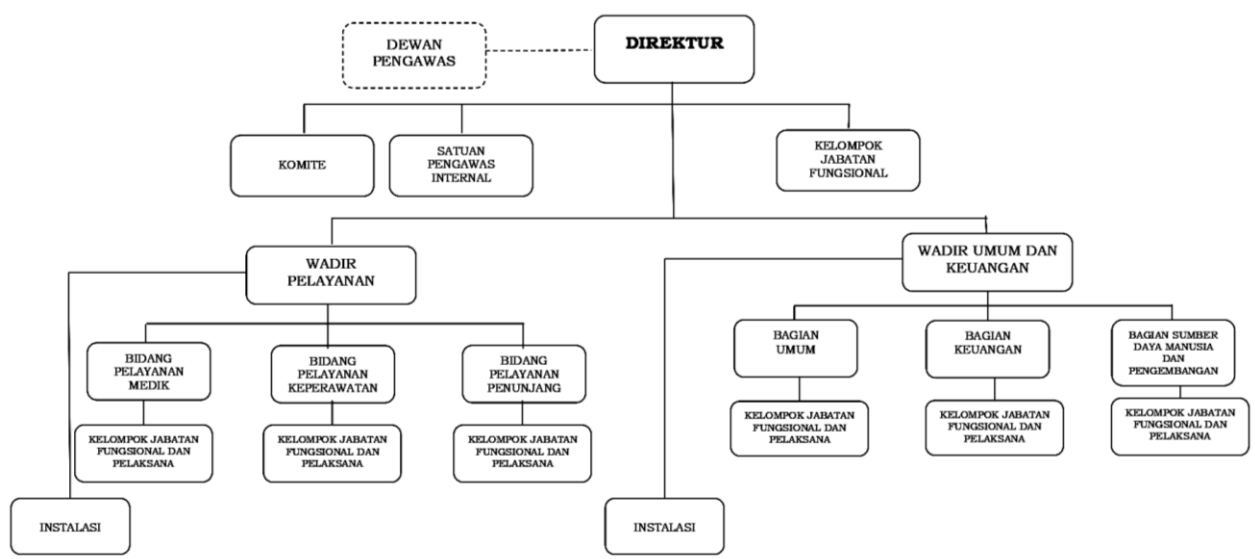 DEWAN
PENGAWAS
DIREKTUR
KOMITE
SATUAN
PENGAWAS
INTERNAL
KELOMPOK
JABATAN
FUNGSIONAL
WADIR
PELAYANAN
WADIR UMUM DAN
KEUANGAN
BIDANG
PELAYANAN
MEDIK
BIDANG
PELAYANAN
KEPERAWATAN
BIDANG
PELAYANAN
PENUNJANG
BAGIAN
UMUM
BAGIAN
KEUANGAN
BAGIAN SUMBER
DAYA MANUSIA
DAN
PENGEMBANGAN
KELOMPOK JABATAN
FUNGSIONAL DAN
PELAKSANA
KELOMPOK JABATAN
FUNGSIONAL DAN
PELAKSANA
KELOMPOK JABATAN
FUNGSIONAL DAN
PELAKSANA
KELOMPOK JABATAN
FUNGSIONAL DAN
PELAKSANA
KELOMPOK JABATAN
FUNGSIONAL DAN
PELAKSANA
KELOMPOK JABATAN
FUNGSIONAL DAN
PELAKSANA
INSTALASI
INSTALASI